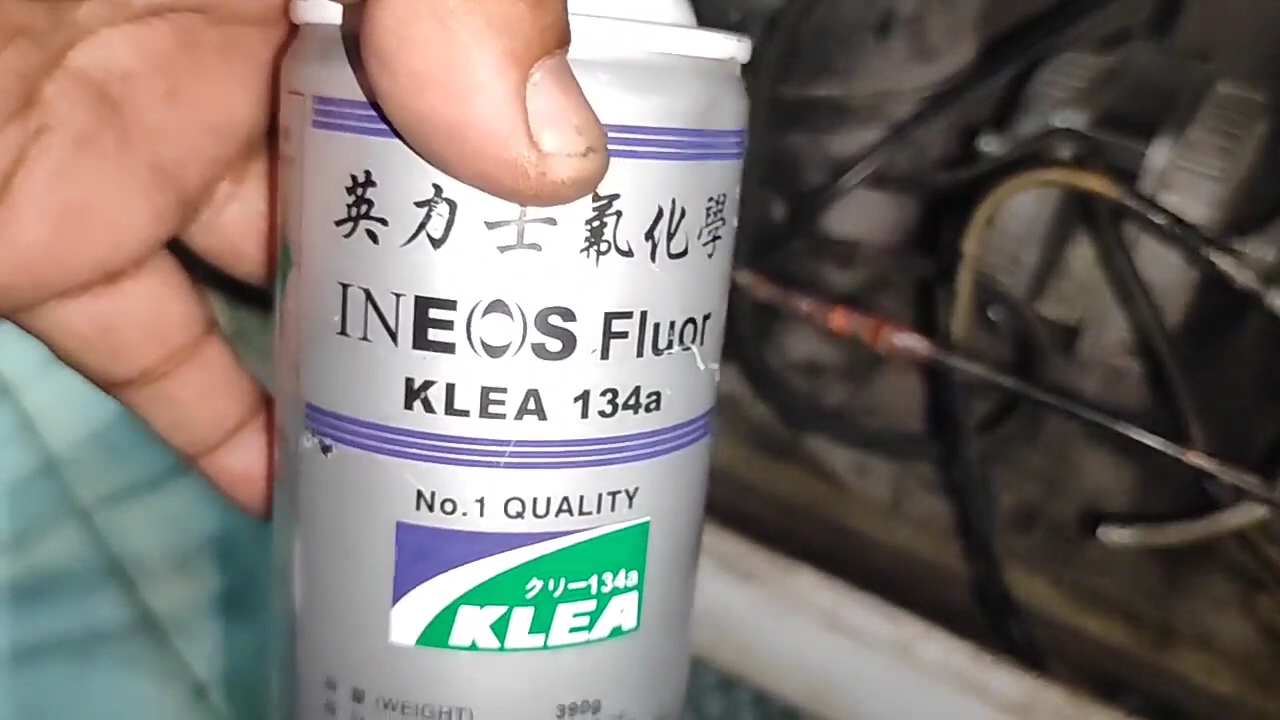 英力士氟化學
INEOS Fluor
KLEA 134a
No.1 QUALITY
クリー134a
KLEA
(WEIGHT) 390g